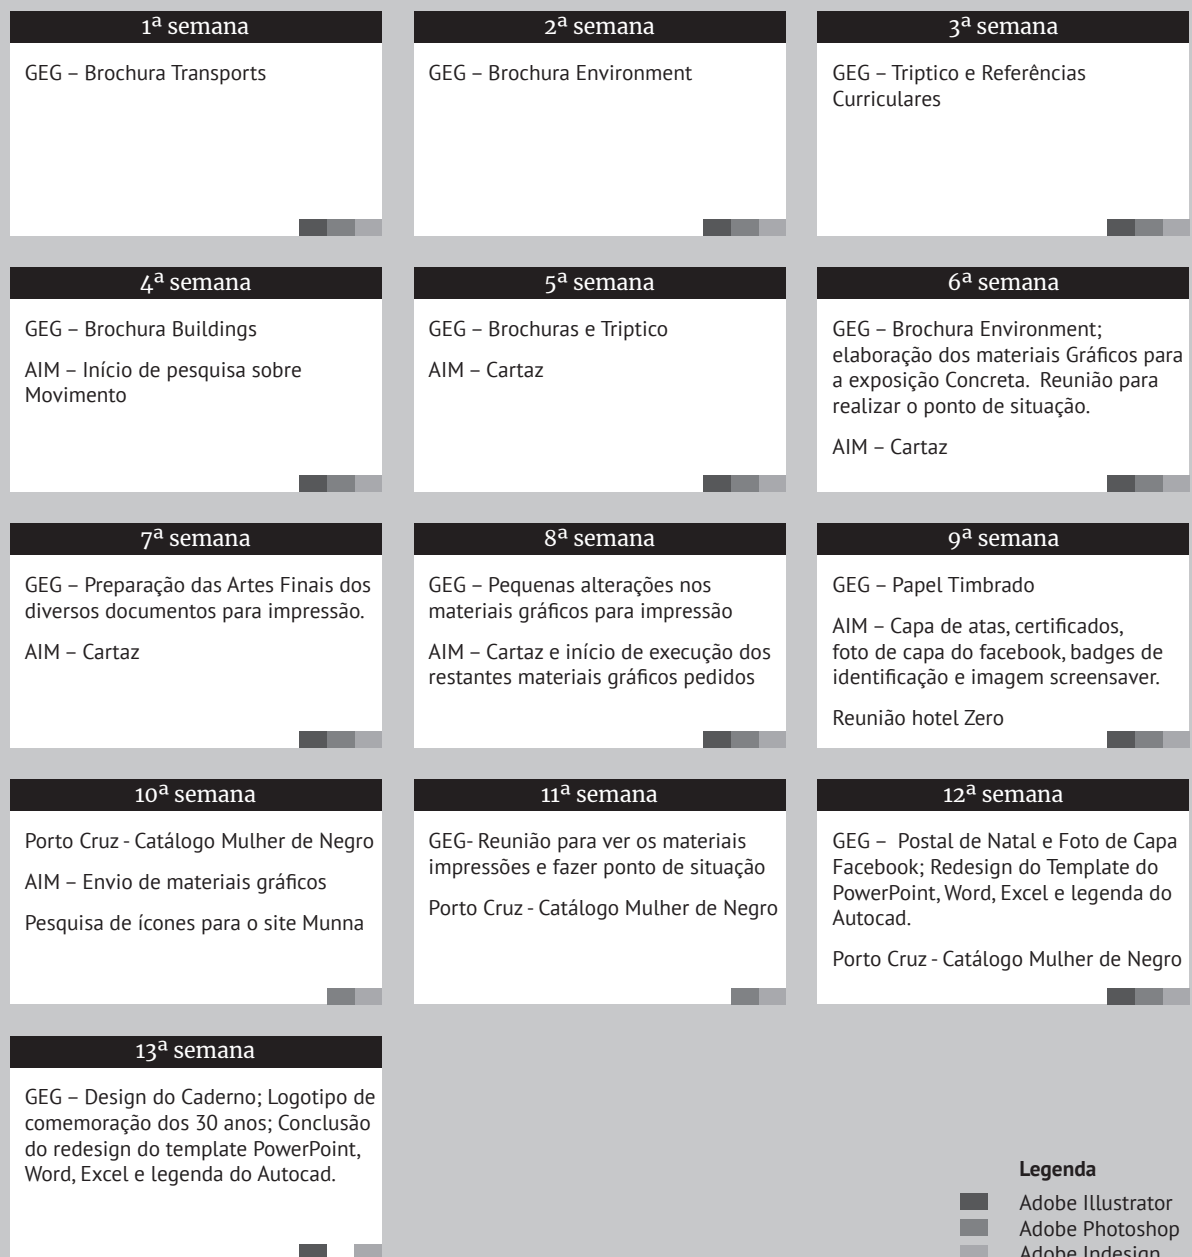 1ª semana
GEG – Brochura Transports
2ª semana
GEG – Brochura Environment
3ª semana
GEG – Triptico e Referências
Curriculares
4ª semana
GEG – Brochura Buildings
AIM – Início de pesquisa sobre
Movimento
5ª semana
GEG – Brochuras e Triptico
AIM – Cartaz
6ª semana
GEG – Brochura Environment;
elaboração dos materiais Gráficos para
a exposição Concreta. Reunião para
realizar o ponto de situação.
AIM – Cartaz
7ª semana
GEG – Preparação das Artes Finais dos
diversos documentos para impressão.
AIM – Cartaz
8ª semana
GEG – Pequenas alterações nos
materiais gráficos para impressão
AIM – Cartaz e início de execução dos
restantes materiais gráficos pedidos
9ª semana
GEG – Papel Timbrado
AIM – Capa de atas, certificados,
foto de capa do facebook, badges de
identificação e imagem screensaver.
Reunião hotel Zero
10ª semana
Porto Cruz - Catálogo Mulher de Negro
AIM – Envio de materiais gráficos
Pesquisa de ícones para o site Munna
11ª semana
GEG- Reunião para ver os materiais
impressões e fazer ponto de situação
Porto Cruz - Catálogo Mulher de Negro
12ª semana
GEG – Postal de Natal e Foto de Capa
Facebook; Redesign do Template do
PowerPoint, Word, Excel e legenda do
Autocad.
Porto Cruz - Catálogo Mulher de Negro
13ª semana
GEG – Design do Caderno; Logotipo de
comemoração dos 30 anos; Conclusão
do redesign do template PowerPoint,
Word, Excel e legenda do Autocad.
Legenda
Adobe Illustrator
Adobe Photoshop
Adobe Indesign